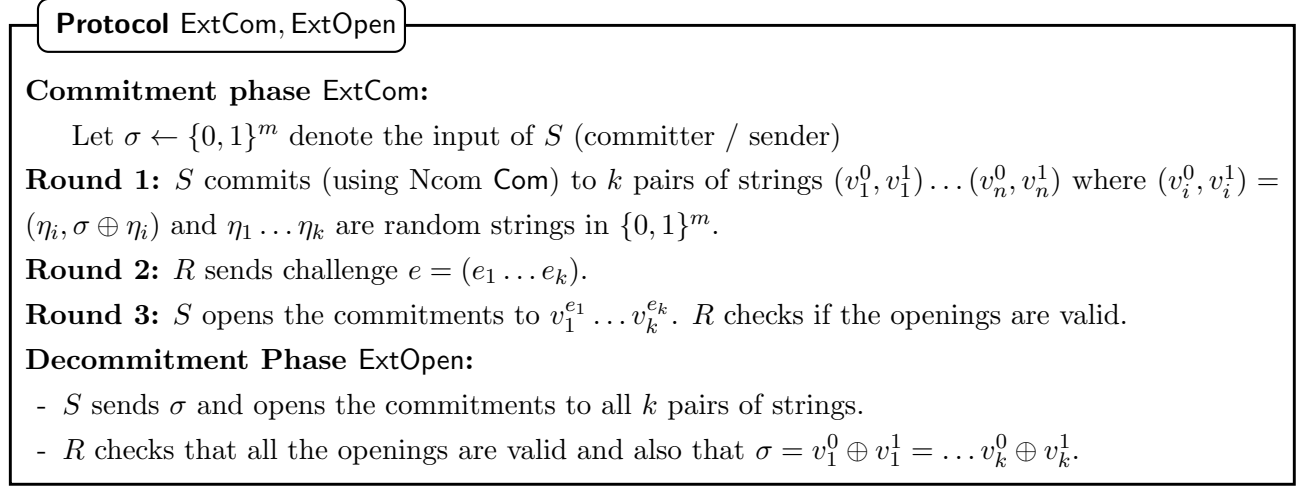 Protocol ExtCom, ExtOpen
Commitment phase ExtCom:
Let σ ← {0, 1}^m denote the input of S (committer / sender)
Round 1: S commits (using Ncom Com) to k pairs of strings (v_1^0, v_1^1) . . . (v_n^0, v_n^1) where (v_i^0, v_i^1) =
(η_i, σ ⊕ η_i) and η_1 . . . η_k are random strings in {0, 1}^m.
Round 2: R sends challenge e = (e_1 . . . e_k).
Round 3: S opens the commitments to v_1^{e_1} . . . v_k^{e_k}. R checks if the openings are valid.
Decommitment Phase ExtOpen:
- S sends σ and opens the commitments to all k pairs of strings.
- R checks that all the openings are valid and also that σ = v_1^0 ⊕ v_1^1 = . . . v_k^0 ⊕ v_k^1.